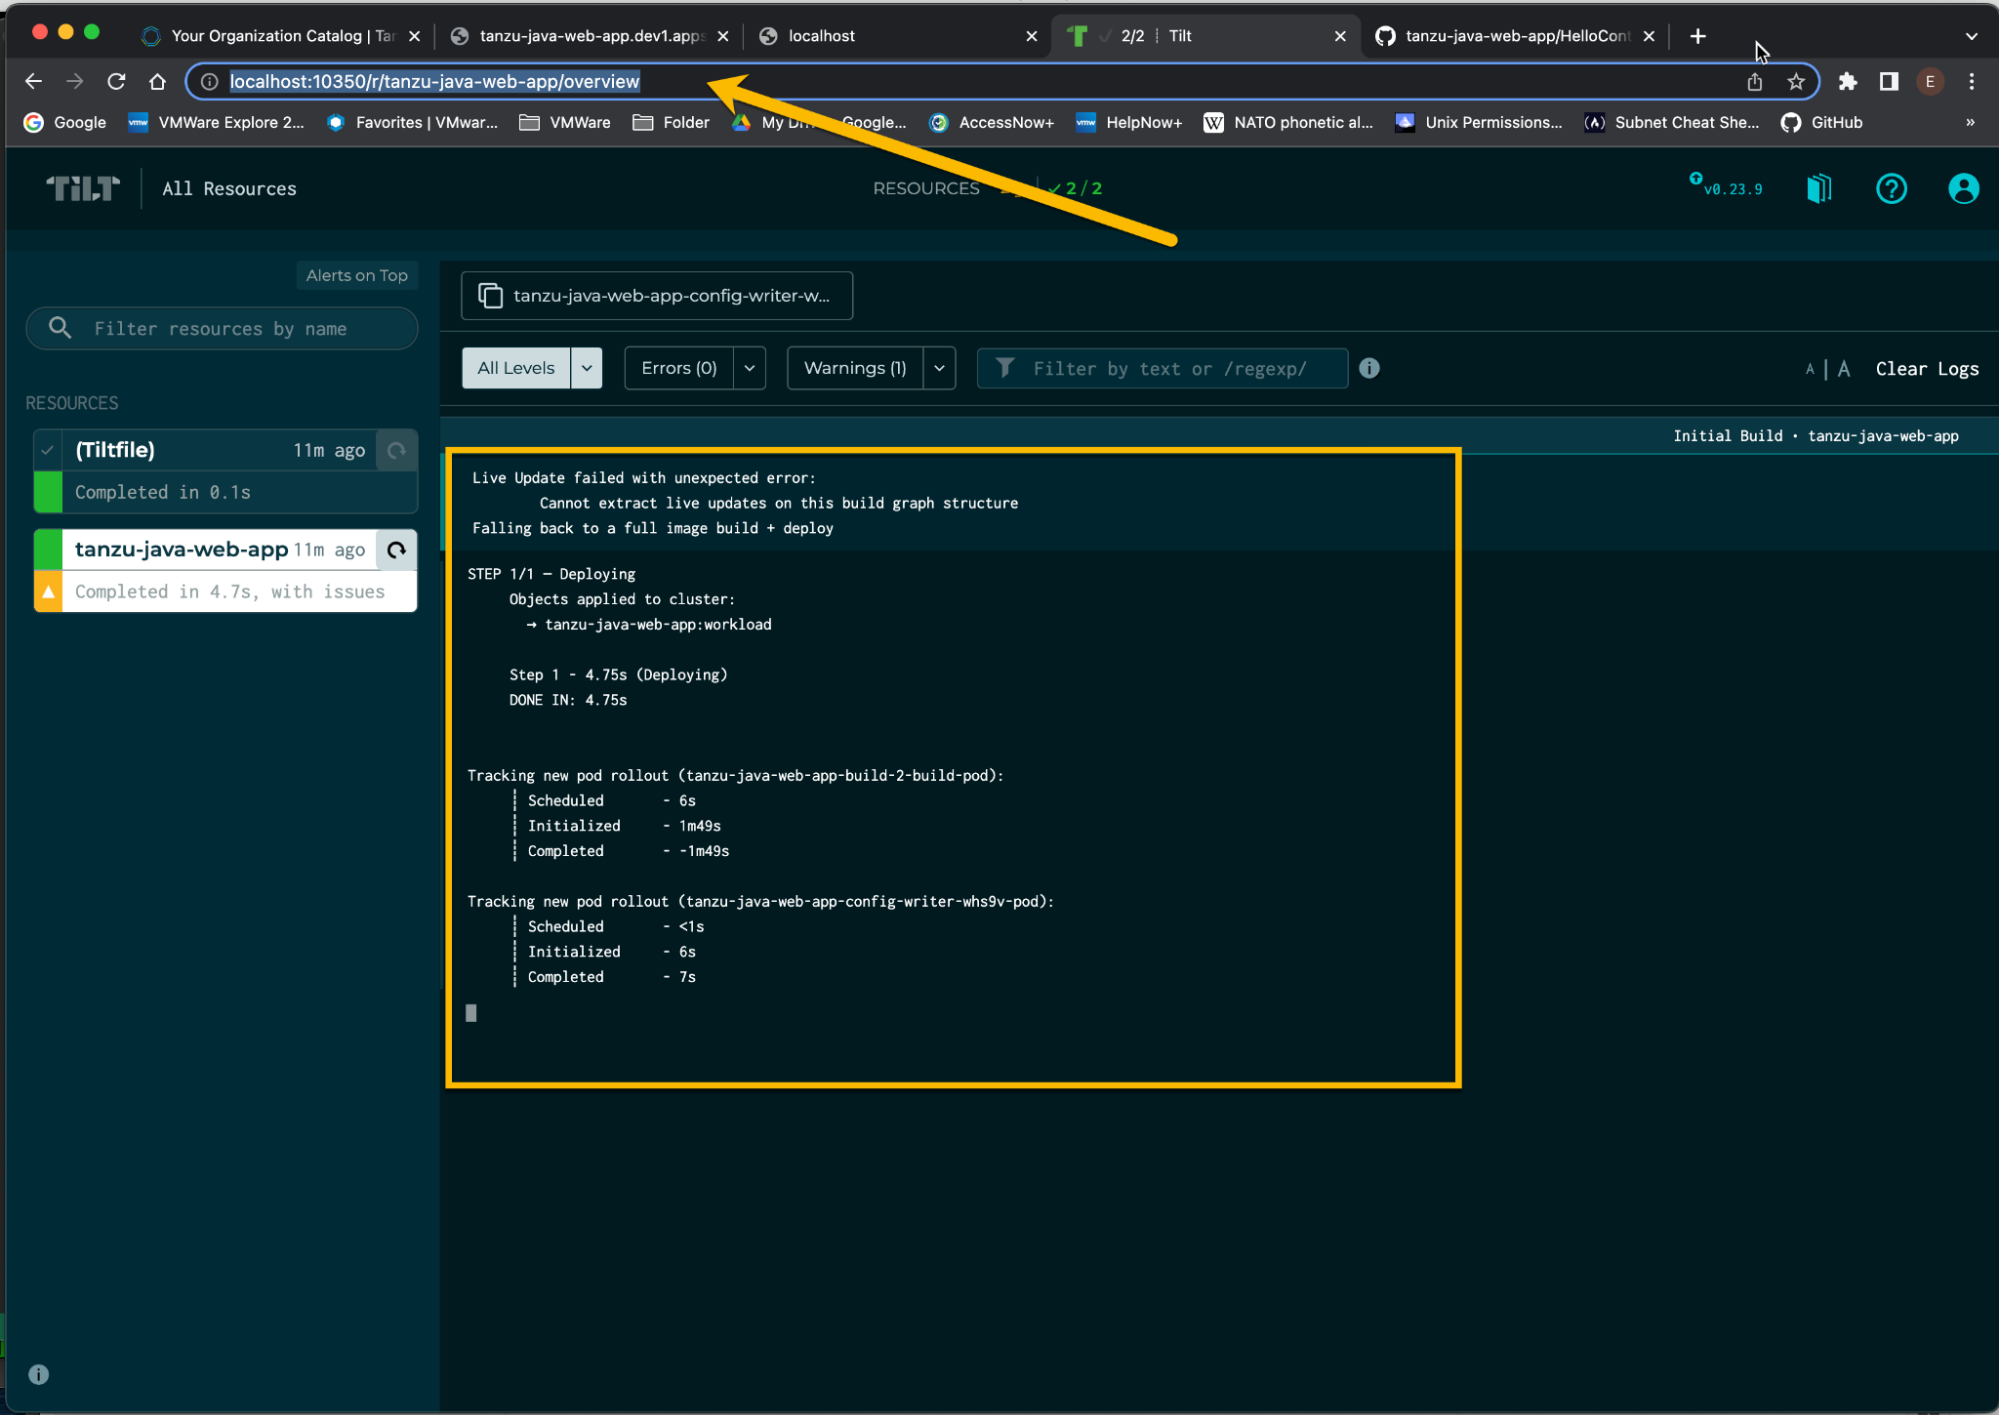 Your Organization Catalog | Tan
tanzu-java-web-app.dev1.apps
localhost
2/2 | Tilt
tanzu-java-web-app/HelloCont
localhost:10350/r/tanzu-java-web-app/overview
E
Google
VMWare Explore 2...
Favorites | VMwar...
VMWare
Folder
My Dri
Google...
AccessNow+
HelpNow+
NATO phonetic al...
Unix Permissions...
Subnet Cheat She...
GitHub
»
TiLT
All Resources
RESOURCES
✓ 2 / 2
v0.23.9
Alerts on Top
tanzu-java-web-app-config-writer-w...
Filter resources by name
All Levels
Errors (0)
Warnings (1)
Filter by text or /regexp/
A | A
Clear Logs
RESOURCES
(Tiltfile) 11m ago
Completed in 0.1s
tanzu-java-web-app 11m ago
Completed in 4.7s, with issues
Initial Build • tanzu-java-web-app
Live Update failed with unexpected error:
Cannot extract live updates on this build graph structure
Falling back to a full image build + deploy
STEP 1/1 — Deploying
Objects applied to cluster:
→ tanzu-java-web-app:workload
Step 1 - 4.75s (Deploying)
DONE IN: 4.75s
Tracking new pod rollout (tanzu-java-web-app-build-2-build-pod):
┊ Scheduled - 6s
┊ Initialized - 1m49s
┊ Completed - -1m49s
Tracking new pod rollout (tanzu-java-web-app-config-writer-whs9v-pod):
┊ Scheduled - <1s
┊ Initialized - 6s
┊ Completed - 7s